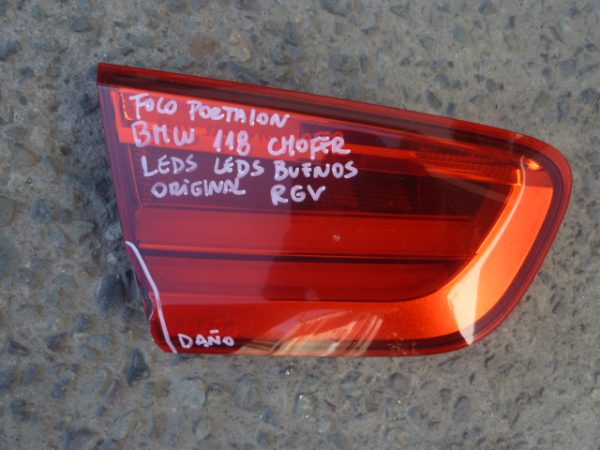 FOCO PORTALON
BMW 118 CHOFER
LEDS LEDS BUENOS
ORIGINAL RGV
DAÑO